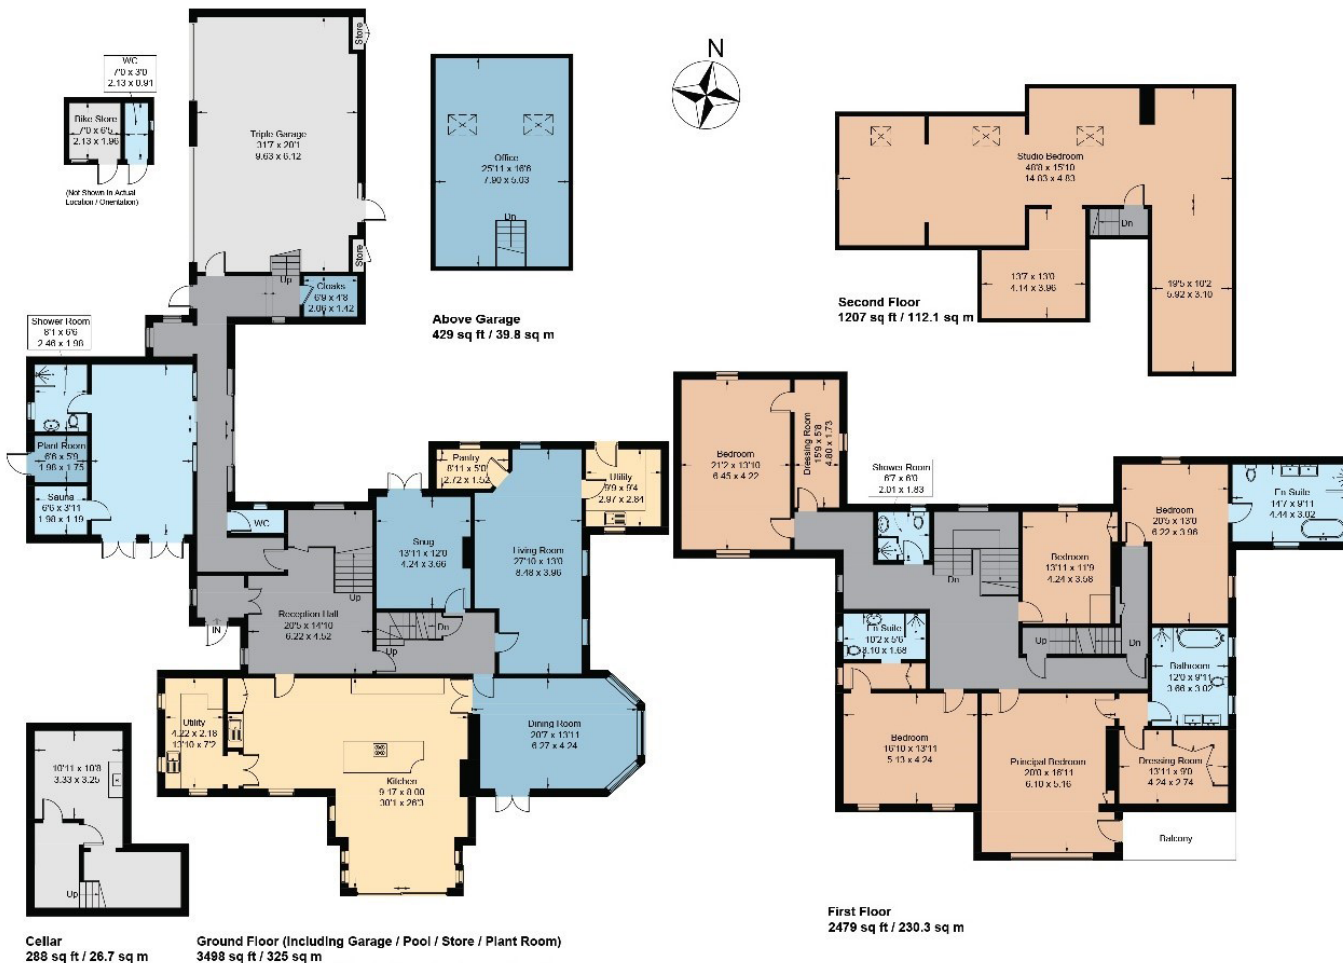 WC
7'0 x 3'0
2.13 x 0.91
Bike Store
7'0 x 6'5
2.13 x 1.96
(Not Shown In Actual
Location / Orientation)
Store
Triple Garage
31'7 x 20'1
9.63 x 6.12
Store
Up
Cloaks
6'9 x 4'8
2.06 x 1.42
Office
25'11 x 16'6
7.90 x 5.03
Dn
Above Garage
429 sq ft / 39.8 sq m
N
Studio Bedroom
48'8 x 15'10
14.83 x 4.83
Dn
13'7 x 13'0
4.14 x 3.96
19'5 x 10'2
5.92 x 3.10
Second Floor
1207 sq ft / 112.1 sq m
Shower Room
8'1 x 6'6
2.46 x 1.98
Plant Room
6'6 x 5'9
1.98 x 1.75
Sauna
6'6 x 3'11
1.98 x 1.19
WC
IN
Reception Hall
20'5 x 14'10
6.22 x 4.52
Up
Snug
13'11 x 12'0
4.24 x 3.66
Pantry
8'11 x 5'0
2.72 x 1.52
Living Room
27'10 x 13'0
8.48 x 3.96
Utility
9'9 x 9'4
2.97 x 2.84
Dn
Up
Utility
4.22 x 2.18
13'10 x 7'2
Kitchen
9.17 x 8.00
30'1 x 26'3
Dining Room
20'7 x 13'11
6.27 x 4.24
10'11 x 10'8
3.33 x 3.25
Up
Cellar
288 sq ft / 26.7 sq m
Ground Floor (Including Garage / Pool / Store / Plant Room)
3498 sq ft / 325 sq m
Bedroom
21'2 x 13'10
6.45 x 4.22
Dressing Room
15'9 x 5'8
4.80 x 1.73
Shower Room
6'7 x 6'0
2.01 x 1.83
Dn
Bedroom
13'11 x 11'9
4.24 x 3.58
Bedroom
20'5 x 13'0
6.22 x 3.96
En Suite
14'7 x 9'11
4.44 x 3.02
En Suite
10'2 x 5'6
3.10 x 1.68
Up
Dn
Bathroom
12'0 x 9'11
3.66 x 3.02
Bedroom
16'10 x 13'11
5.13 x 4.24
Principal Bedroom
20'0 x 16'11
6.10 x 5.16
Dressing Room
13'11 x 9'0
4.24 x 2.74
Balcony
First Floor
2479 sq ft / 230.3 sq m